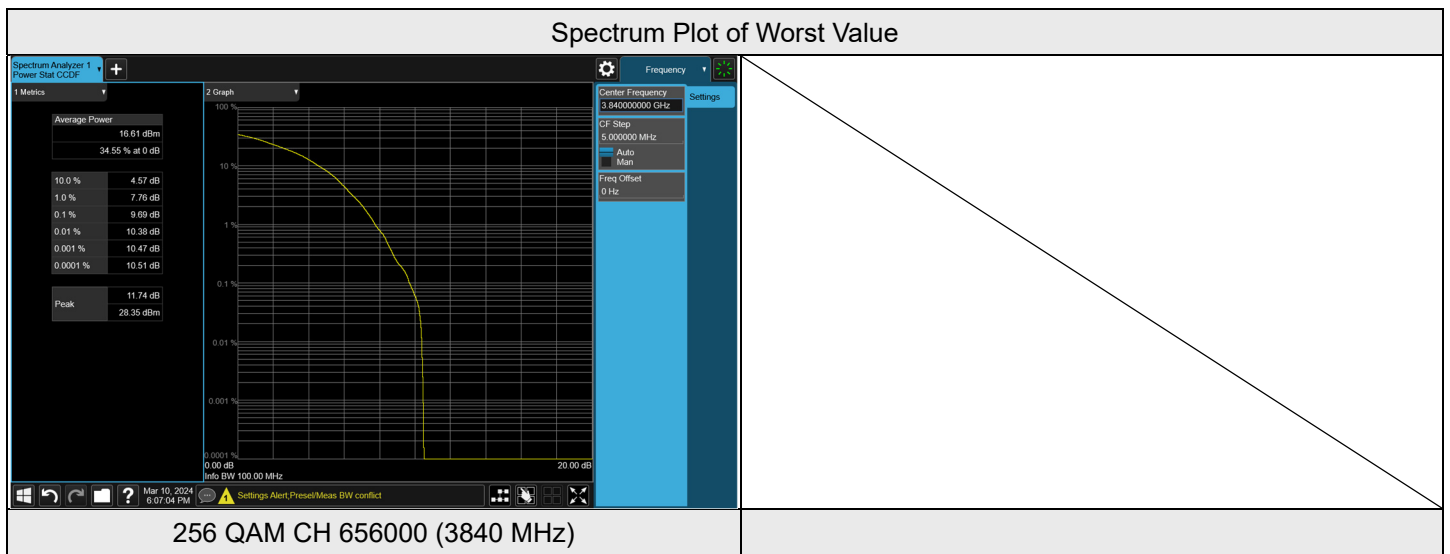 Spectrum Plot of Worst Value
Spectrum Analyzer 1
Power Stat CCDF
+
Frequency
1 Metrics
Average Power
16.61 dBm
34.55 % at 0 dB
10.0 % 4.57 dB
1.0 % 7.76 dB
0.1 % 9.69 dB
0.01 % 10.38 dB
0.001 % 10.47 dB
0.0001 % 10.51 dB
Peak
11.74 dB
28.35 dBm
2 Graph
100 %
10 %
1 %
0.1 %
0.01 %
0.001 %
0.0001 %
0.00 dB 20.00 dB
Info BW 100.00 MHz
Center Frequency
3.840000000 GHz
Settings
CF Step
5.000000 MHz
Auto
Man
Freq Offset
0 Hz
?
Mar 10, 2024
6:07:04 PM
1
Settings Alert;Presel/Meas BW conflict
256 QAM CH 656000 (3840 MHz)